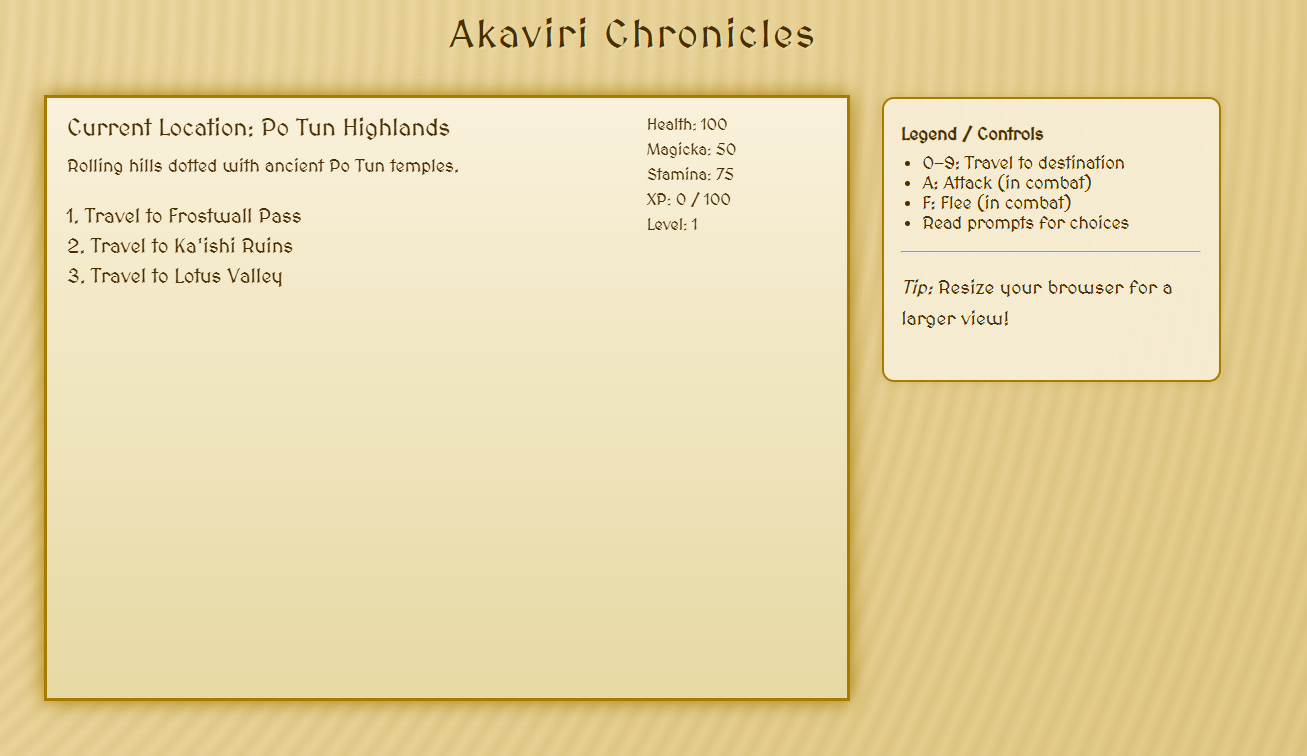 Akaviri Chronicles
Current Location: Po Tun Highlands
Rolling hills dotted with ancient Po Tun temples.
1. Travel to Frostwall Pass
2. Travel to Ka'ishi Ruins
3. Travel to Lotus Valley
Health: 100
Magicka: 50
Stamina: 75
XP: 0 / 100
Level: 1
Legend / Controls
• 0–9: Travel to destination
• A: Attack (in combat)
• F: Flee (in combat)
• Read prompts for choices
Tip: Resize your browser for a
larger view!